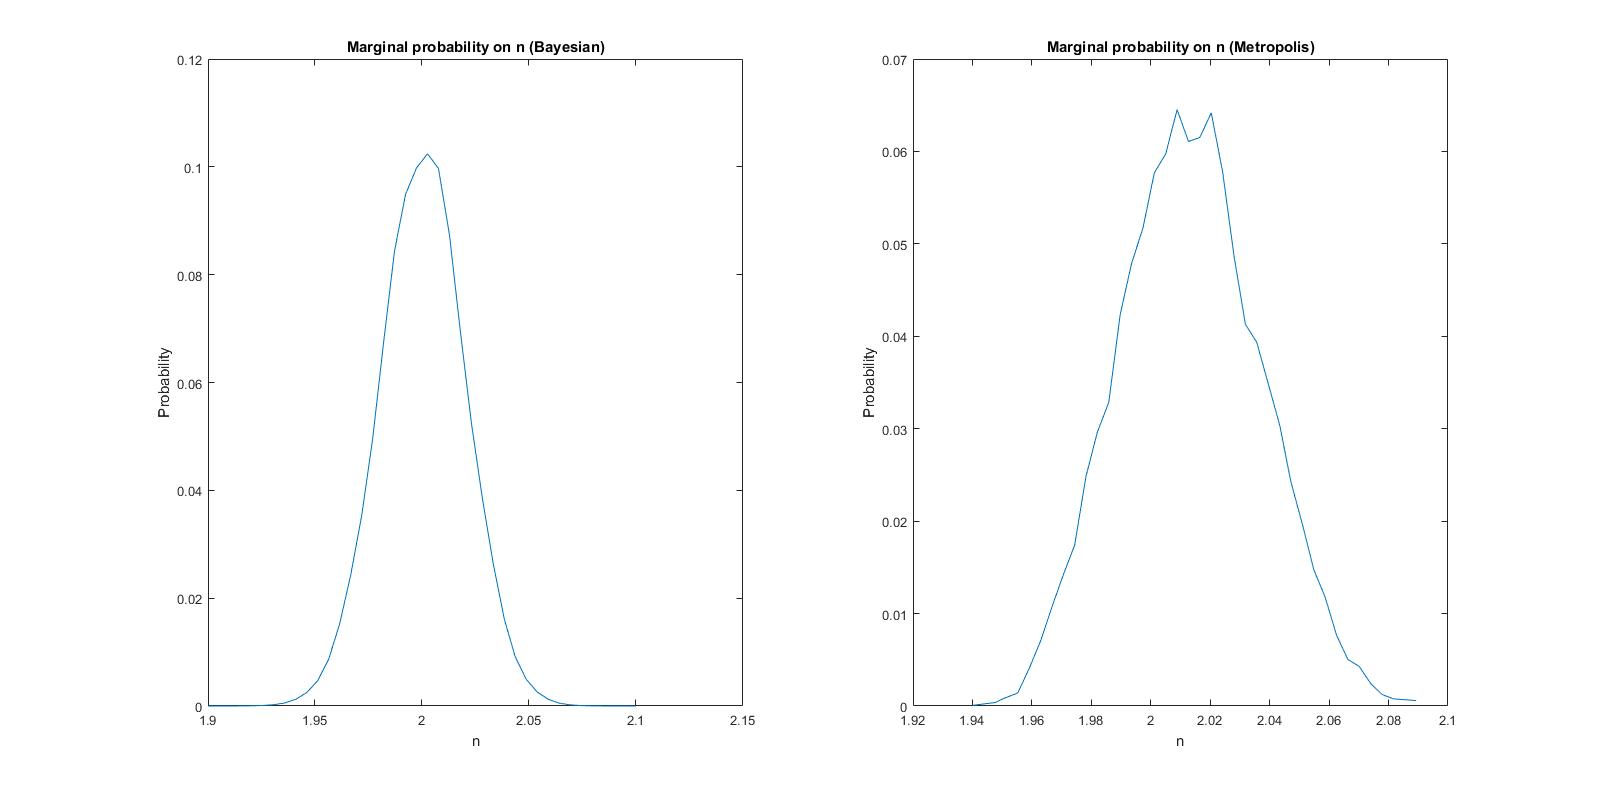 Marginal probability on n (Bayesian)
0.12
0.1
0.08
0.06
0.04
0.02
0
Probability
1.9 1.95 2 2.05 2.1 2.15
n
Marginal probability on n (Metropolis)
0.07
0.06
0.05
0.04
0.03
0.02
0.01
0
Probability
1.92 1.94 1.96 1.98 2 2.02 2.04 2.06 2.08 2.1
n